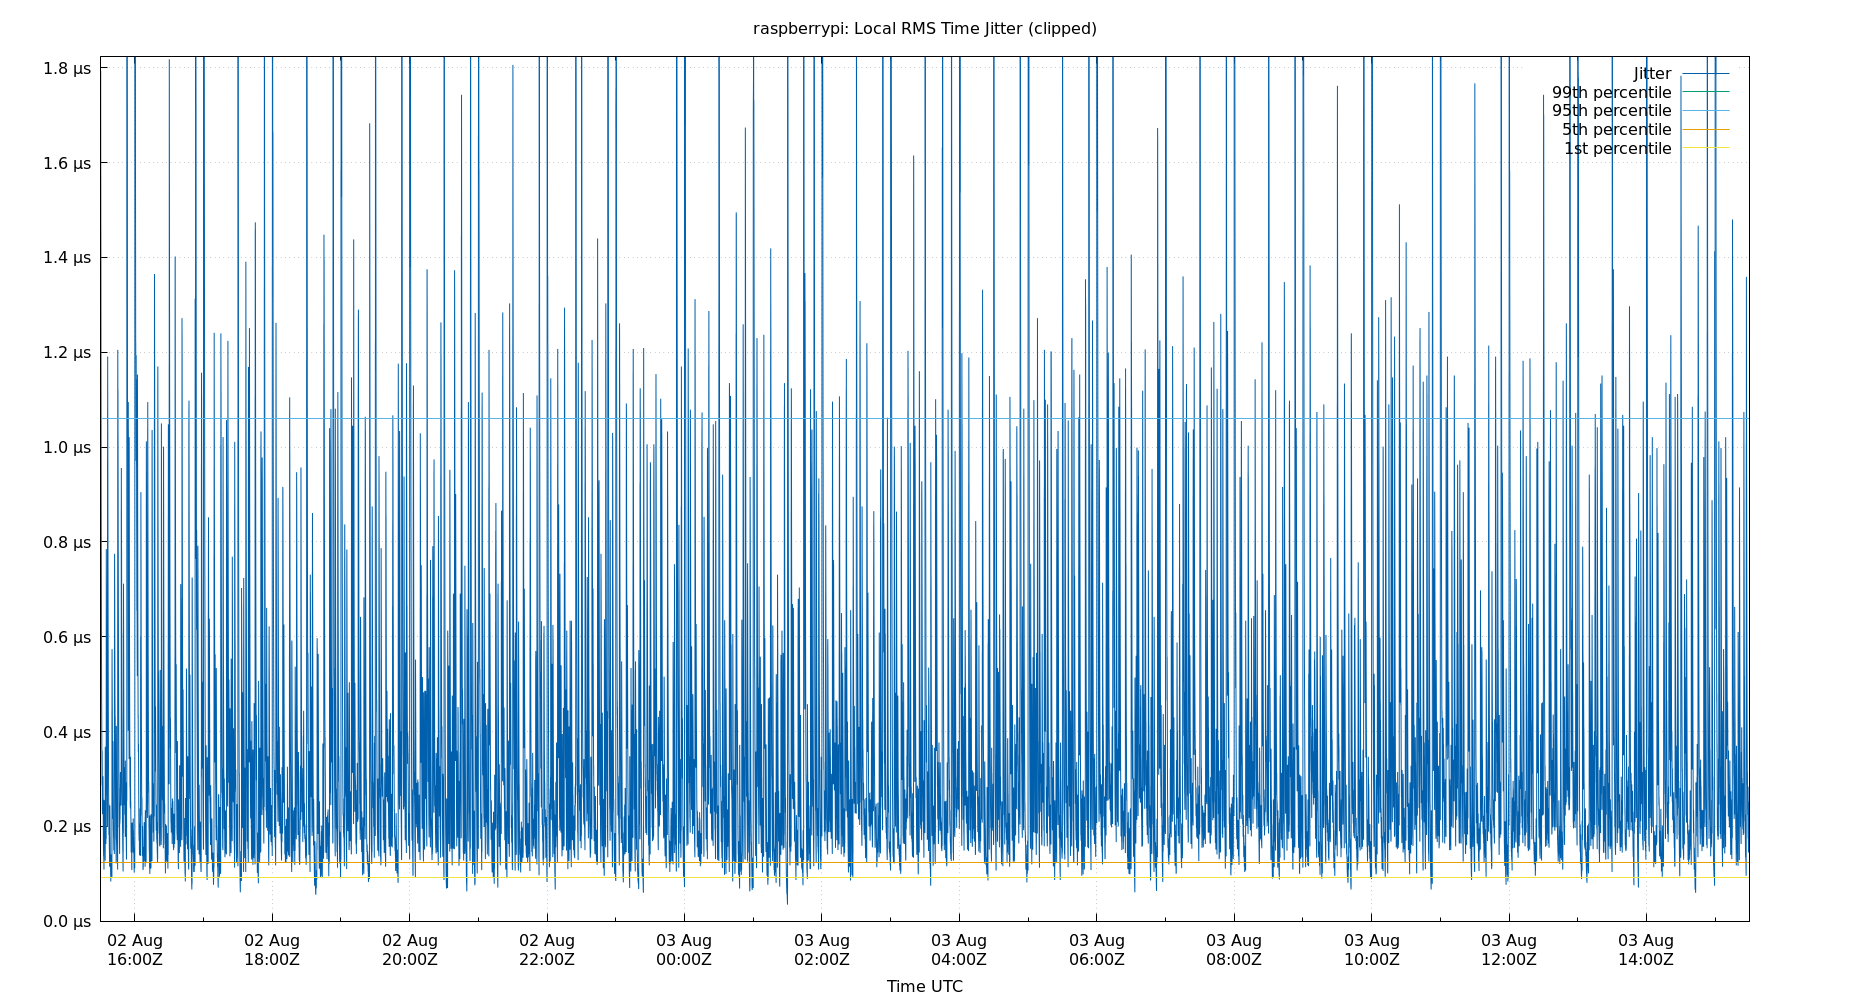 raspberrypi: Local RMS Time Jitter (clipped)
1.8 µs
1.6 µs
1.4 µs
1.2 µs
1.0 µs
0.8 µs
0.6 µs
0.4 µs
0.2 µs
0.0 µs
Jitter
99th percentile
95th percentile
5th percentile
1st percentile
02 Aug 02 Aug 02 Aug 02 Aug 03 Aug 03 Aug 03 Aug 03 Aug 03 Aug 03 Aug 03 Aug 03 Aug
16:00Z 18:00Z 20:00Z 22:00Z 00:00Z 02:00Z 04:00Z 06:00Z 08:00Z 10:00Z 12:00Z 14:00Z
Time UTC